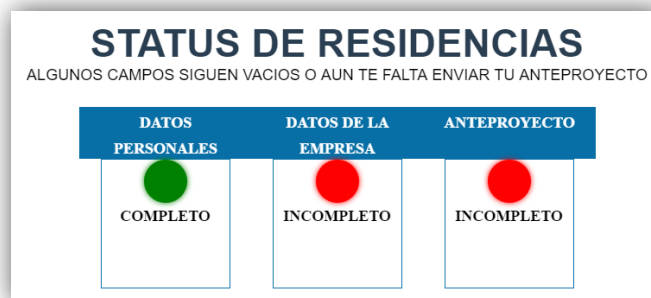 STATUS DE RESIDENCIAS
ALGUNOS CAMPOS SIGUEN VACIOS O AUN TE FALTA ENVIAR TU ANTEPROYECTO
DATOS PERSONALES
DATOS DE LA EMPRESA
ANTEPROYECTO
COMPLETO
INCOMPLETO
INCOMPLETO